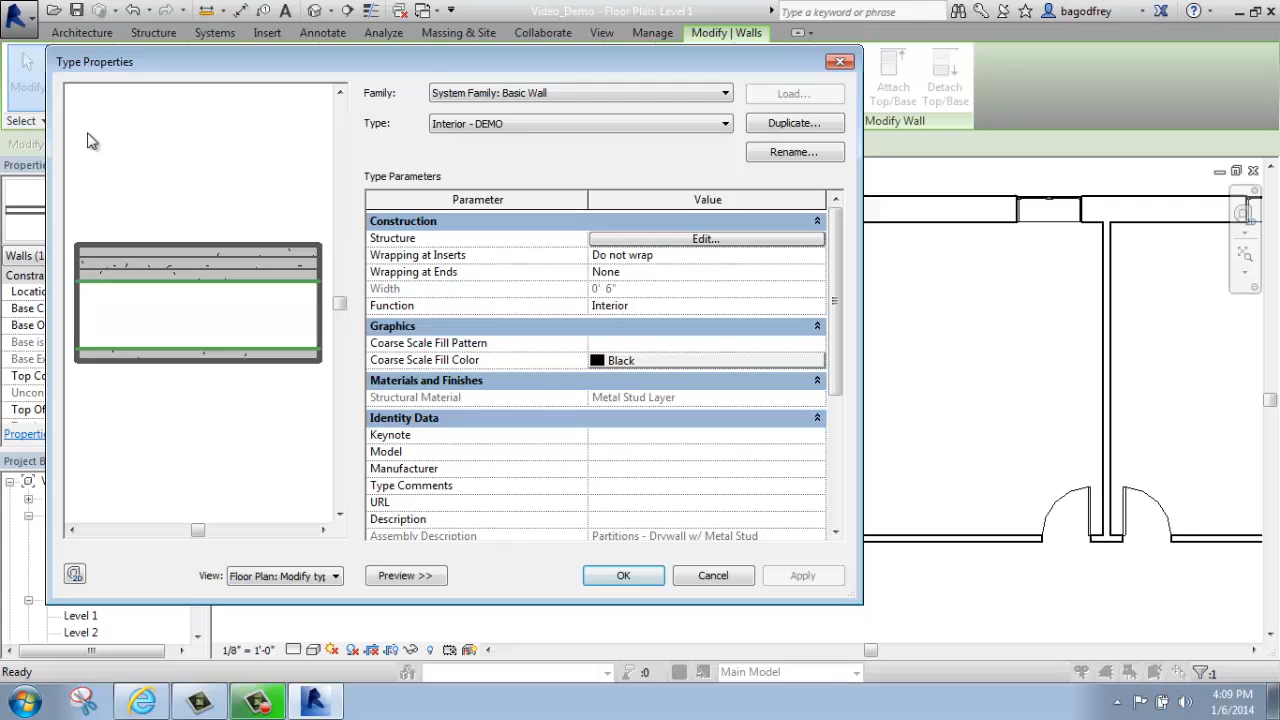 Video_Demo - Floor Plan: Level 1
Type a keyword or phrase
bagodfrey
Architecture Structure Systems Insert Annotate Analyze Massing & Site Collaborate View Manage Modify | Walls
Type Properties
Modify
Select
Attach Top/Base
Detach Top/Base
Modify Wall
Modify
Properties
Walls (1
Constra
Locatio
Base C
Base O
Base is
Base Ex
Top Co
Uncon
Top Of
Properti
Project B
Family: System Family: Basic Wall Load...
Type: Interior - DEMO Duplicate...
Rename...
Type Parameters
Parameter Value
Construction
Structure Edit...
Wrapping at Inserts Do not wrap
Wrapping at Ends None
Width 0' 6"
Function Interior
Graphics
Coarse Scale Fill Pattern
Coarse Scale Fill Color Black
Materials and Finishes
Structural Material Metal Stud Layer
Identity Data
Keynote
Model
Manufacturer
Type Comments
URL
Description
Assembly Description Partitions - Drywall w/ Metal Stud
2D
View: Floor Plan: Modify typ Preview >> OK Cancel Apply
Level 1
Level 2
1/8" = 1'-0"
Ready
:0
Main Model
:1
4:09 PM
1/6/2014